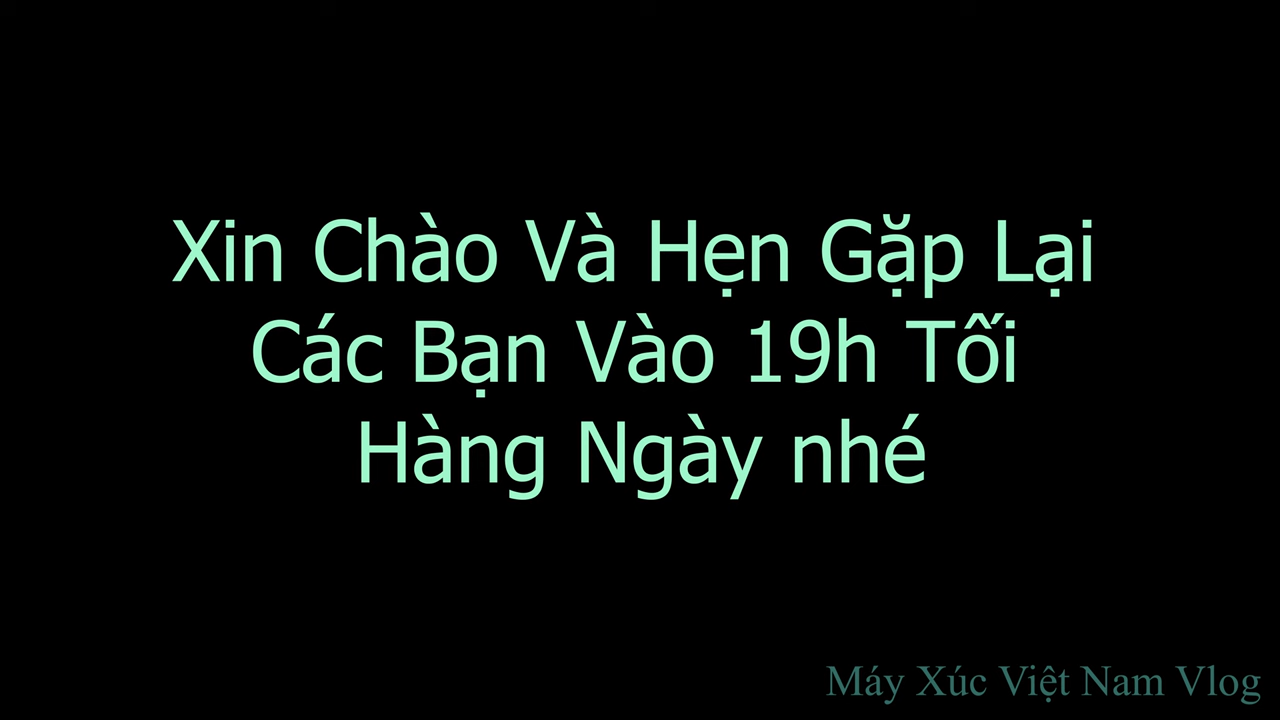 Xin Chào Và Hẹn Gặp Lại
Các Bạn Vào 19h Tối
Hàng Ngày nhé
Máy Xúc Việt Nam Vlog